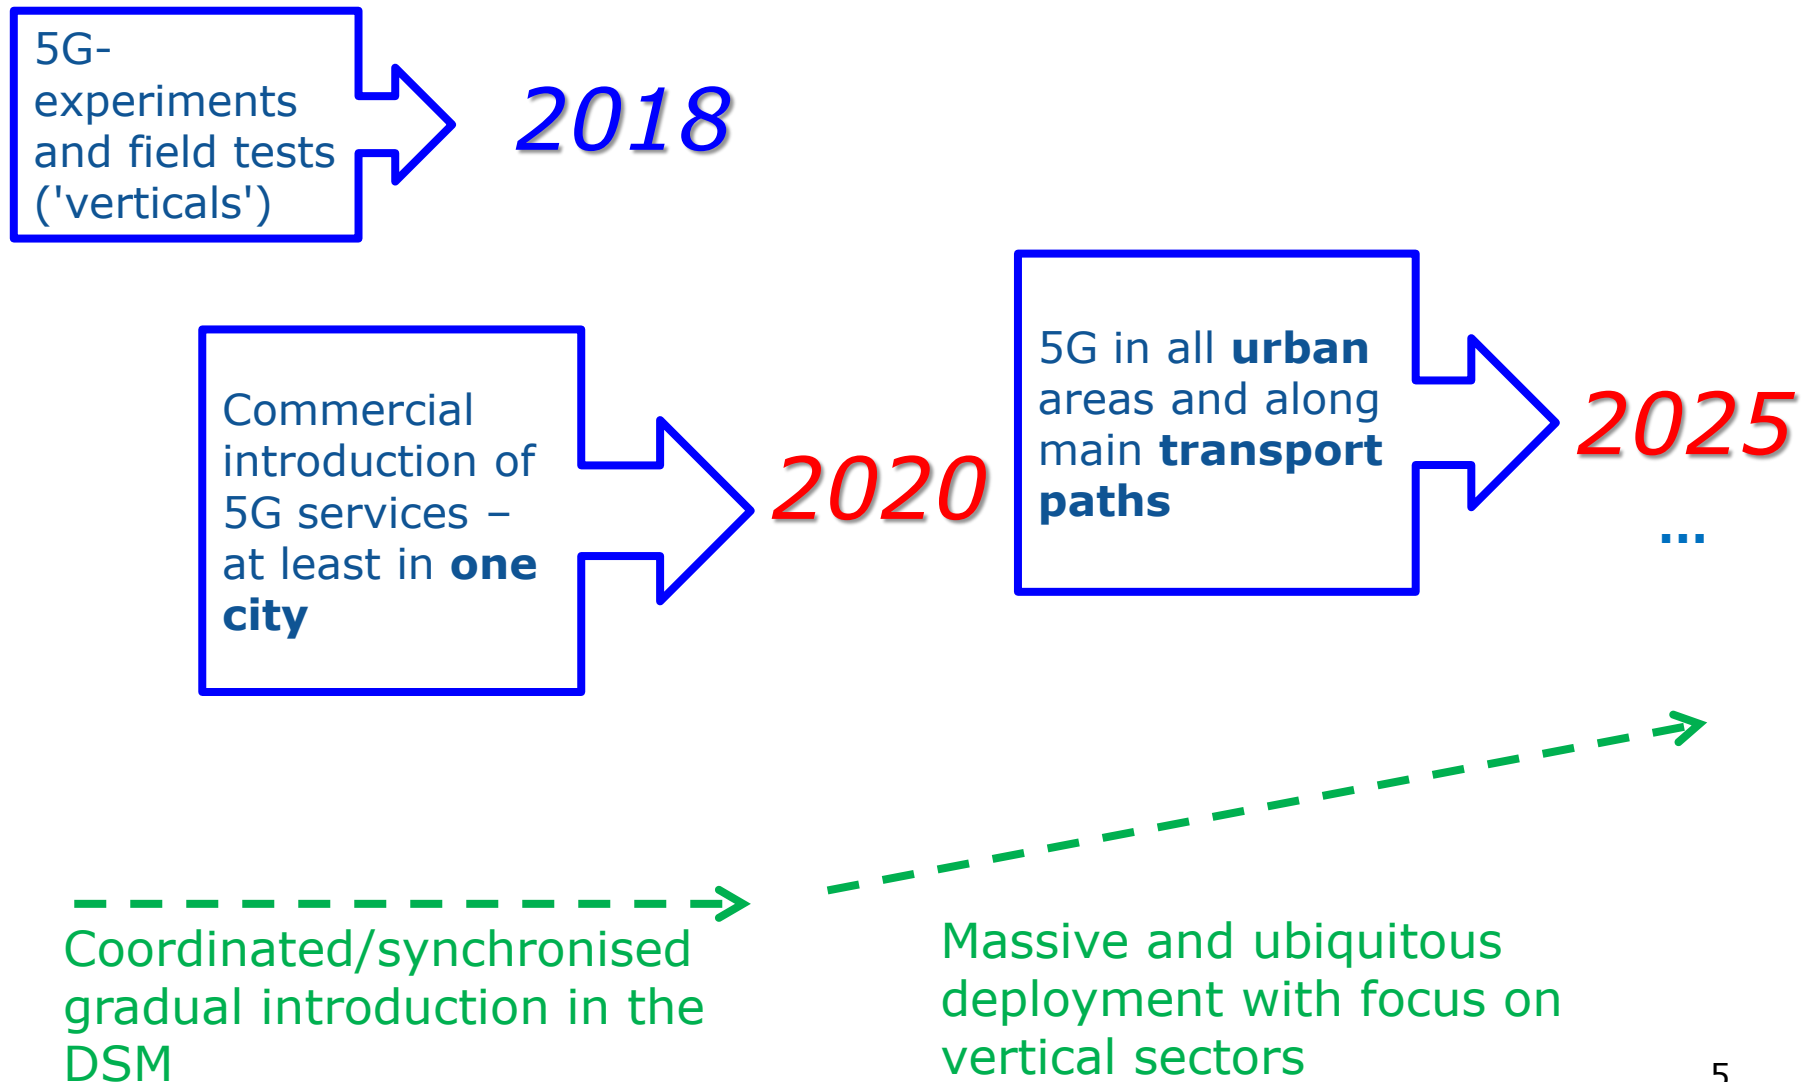 5G-
experiments
and field tests
('verticals')
2018
Commercial
introduction of
5G services –
at least in one
city
2020
5G in all urban
areas and along
main transport
paths
2025
...
Coordinated/synchronised
gradual introduction in the
DSM
Massive and ubiquitous
deployment with focus on
vertical sectors
5